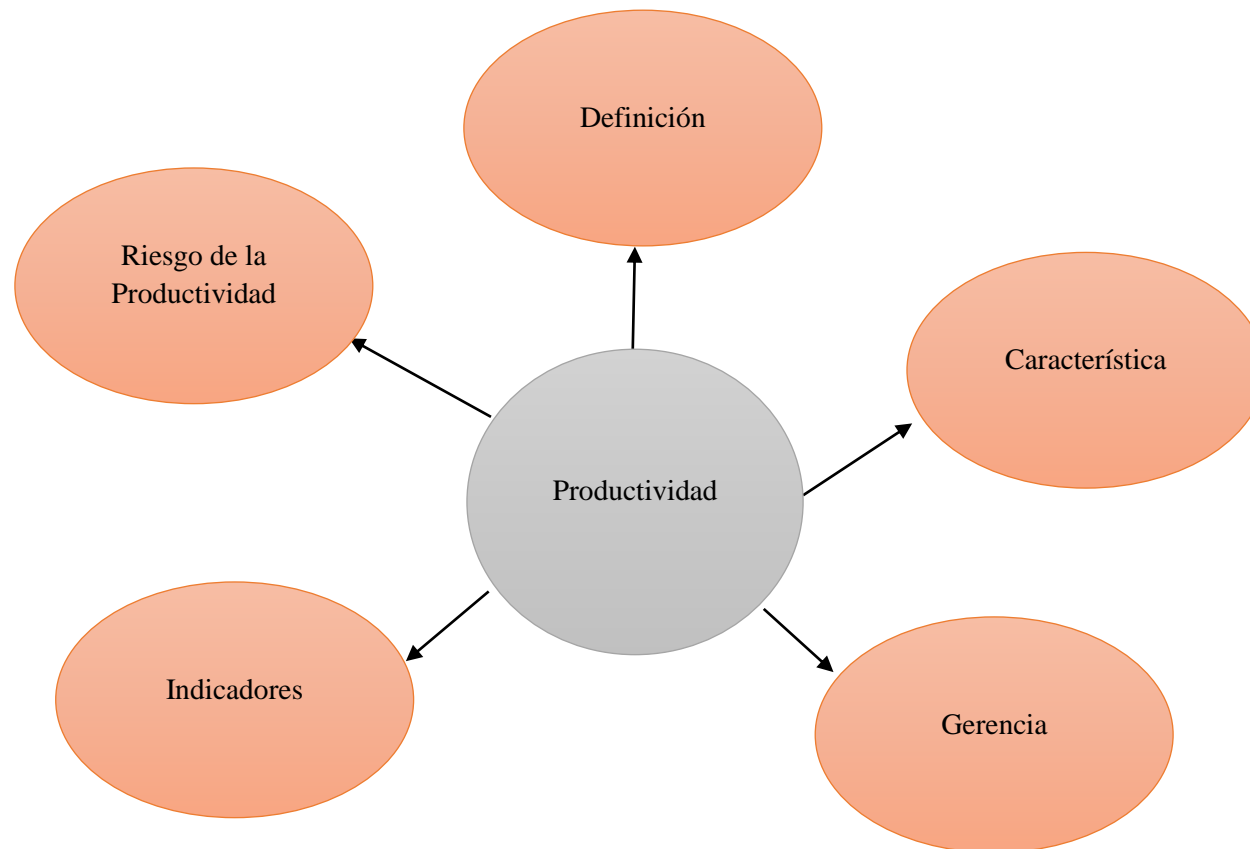 Definición
Riesgo de la
Productividad
Característica
Productividad
Indicadores
Gerencia